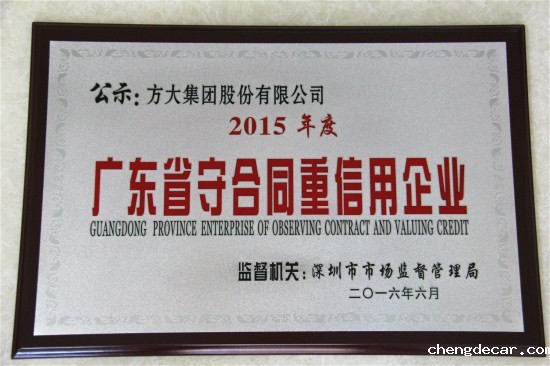 公示：方大集团股份有限公司
2015 年度
广东省守合同重信用企业
GUANGDONG PROVINCE ENTERPRISE OF OBSERVING CONTRACT AND VALUING CREDIT
监督机关：深圳市市场监督管理局
二〇一六年六月
chengdecar.com